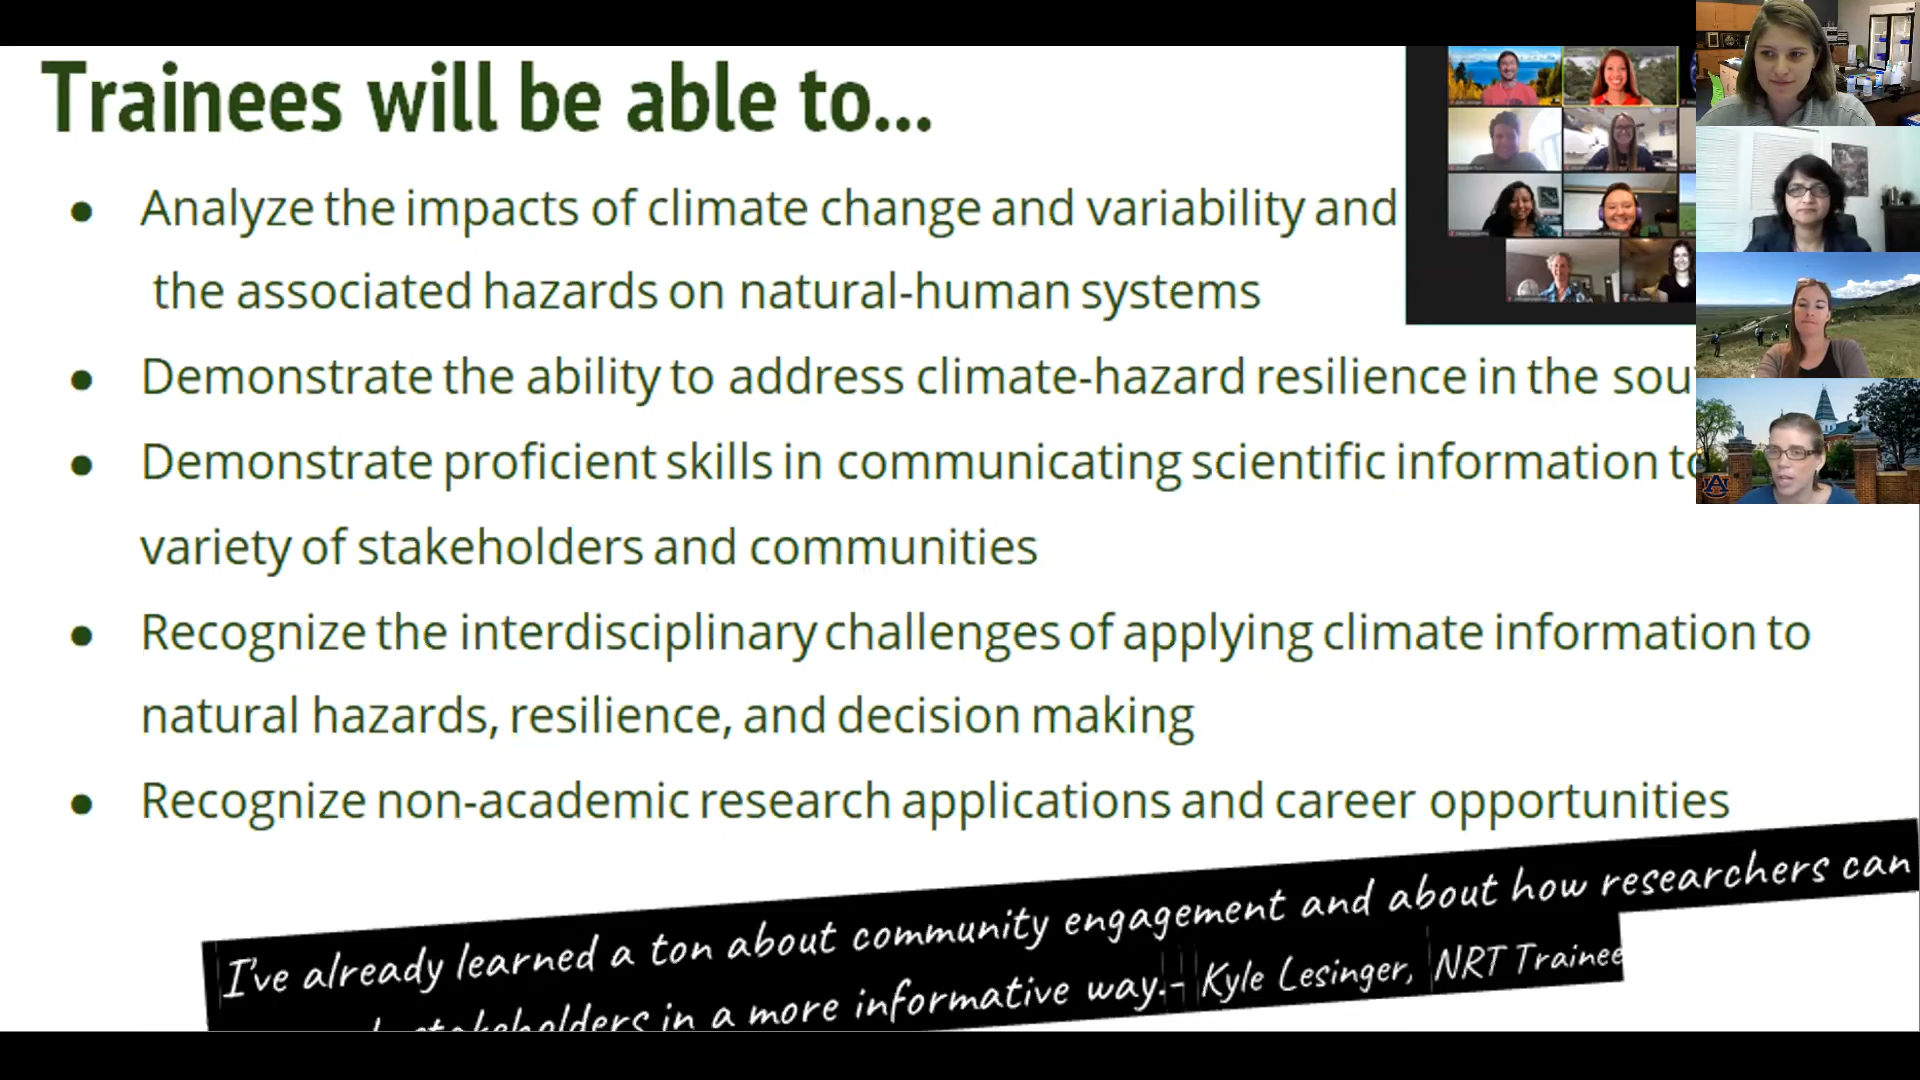 Trainees will be able to...
● Analyze the impacts of climate change and variability and
the associated hazards on natural-human systems
● Demonstrate the ability to address climate-hazard resilience in the
● Demonstrate proficient skills in communicating scientific information
variety of stakeholders and communities
● Recognize the interdisciplinary challenges of applying climate information to
natural hazards, resilience, and decision making
● Recognize non-academic research applications and career opportunities
I've already learned a ton about community engagement and about how researchers can
stakeholders in a more informative way.- Kyle Lesinger, NRT Trainee